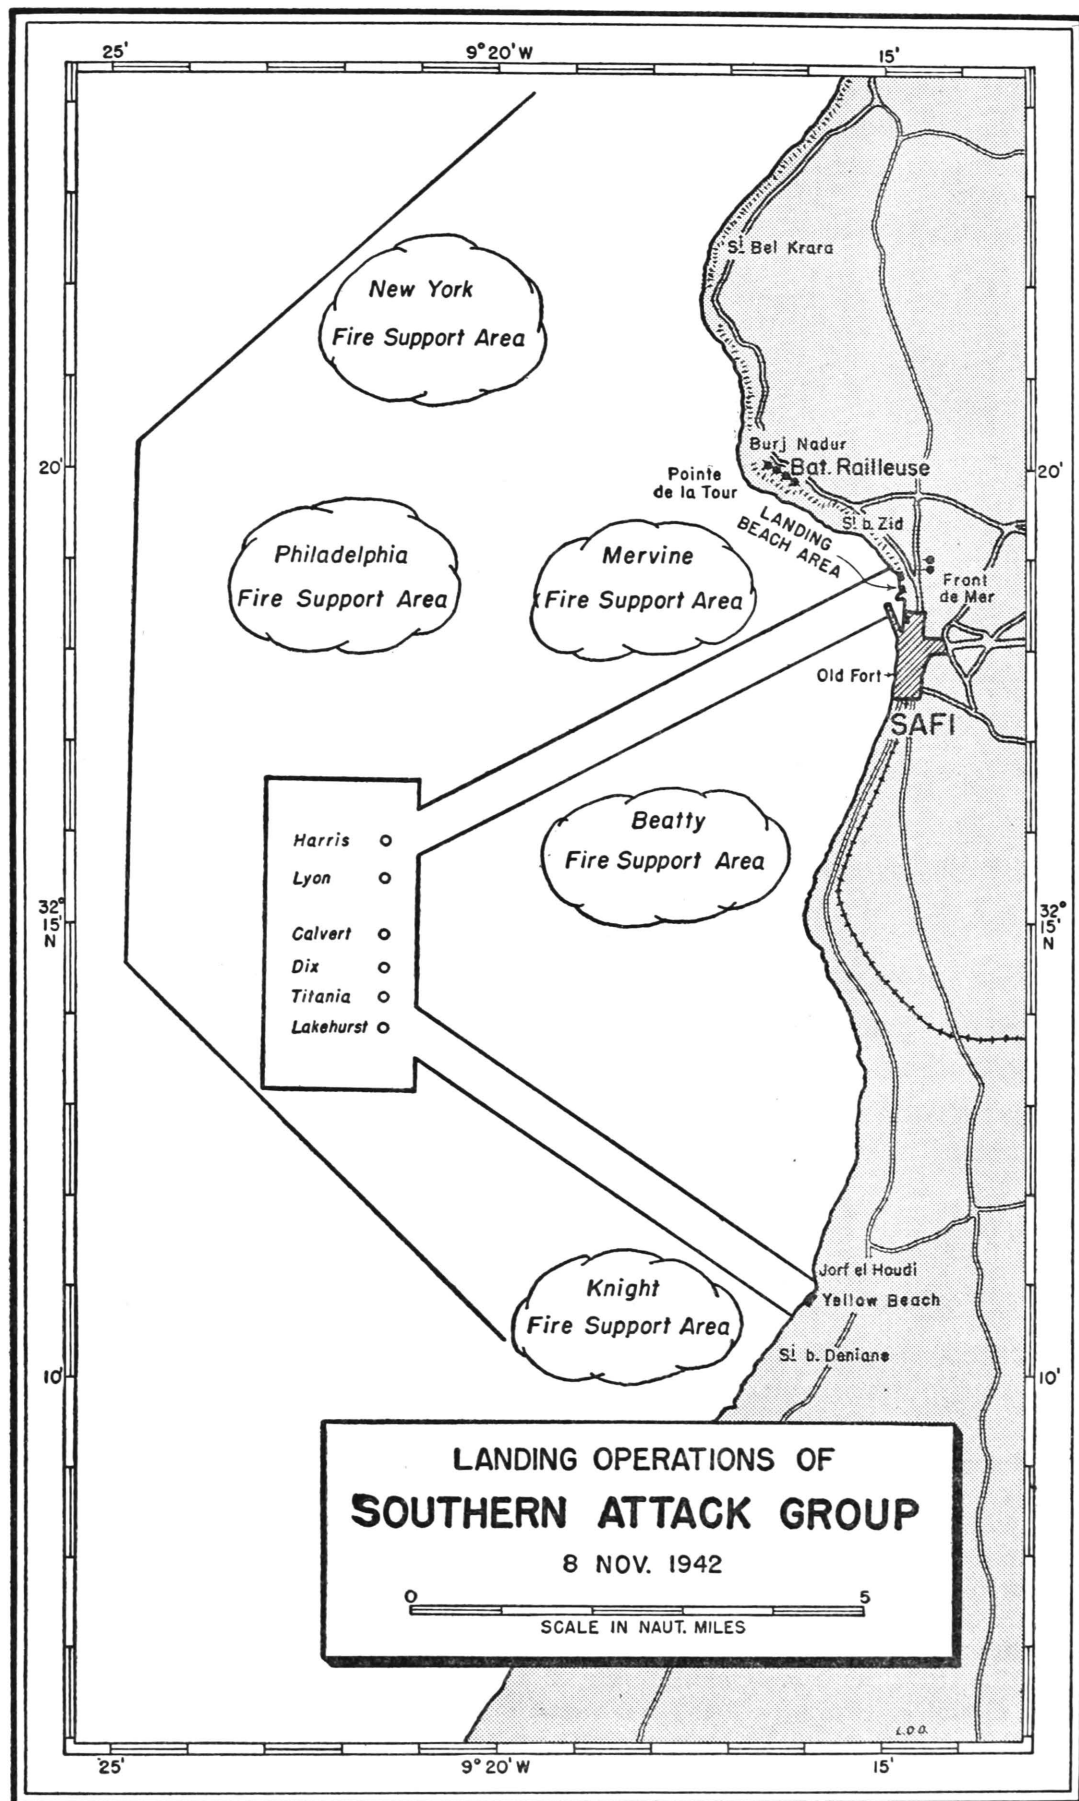 25'
9° 20' W
15'
New York
Fire Support Area
Si Bel Krara
20'
20'
Burj Nadur
Bat. Railleuse
Pointe
de la Tour
LANDING
BEACH AREA
Si b. Zid
Philadelphia
Fire Support Area
Mervine
Fire Support Area
Front
de Mer
Old Fort
SAFI
Beatty
Fire Support Area
Harris
Lyon
Calvert
Dix
Titania
Lakehurst
32°
15'
N
32°
15'
N
Jorf el Houdi
Yellow Beach
Knight
Fire Support Area
Si b. Deniane
10'
10'
LANDING OPERATIONS OF
SOUTHERN ATTACK GROUP
8 NOV. 1942
0 5
SCALE IN NAUT. MILES
L.O.O.
25'
9° 20' W
15'